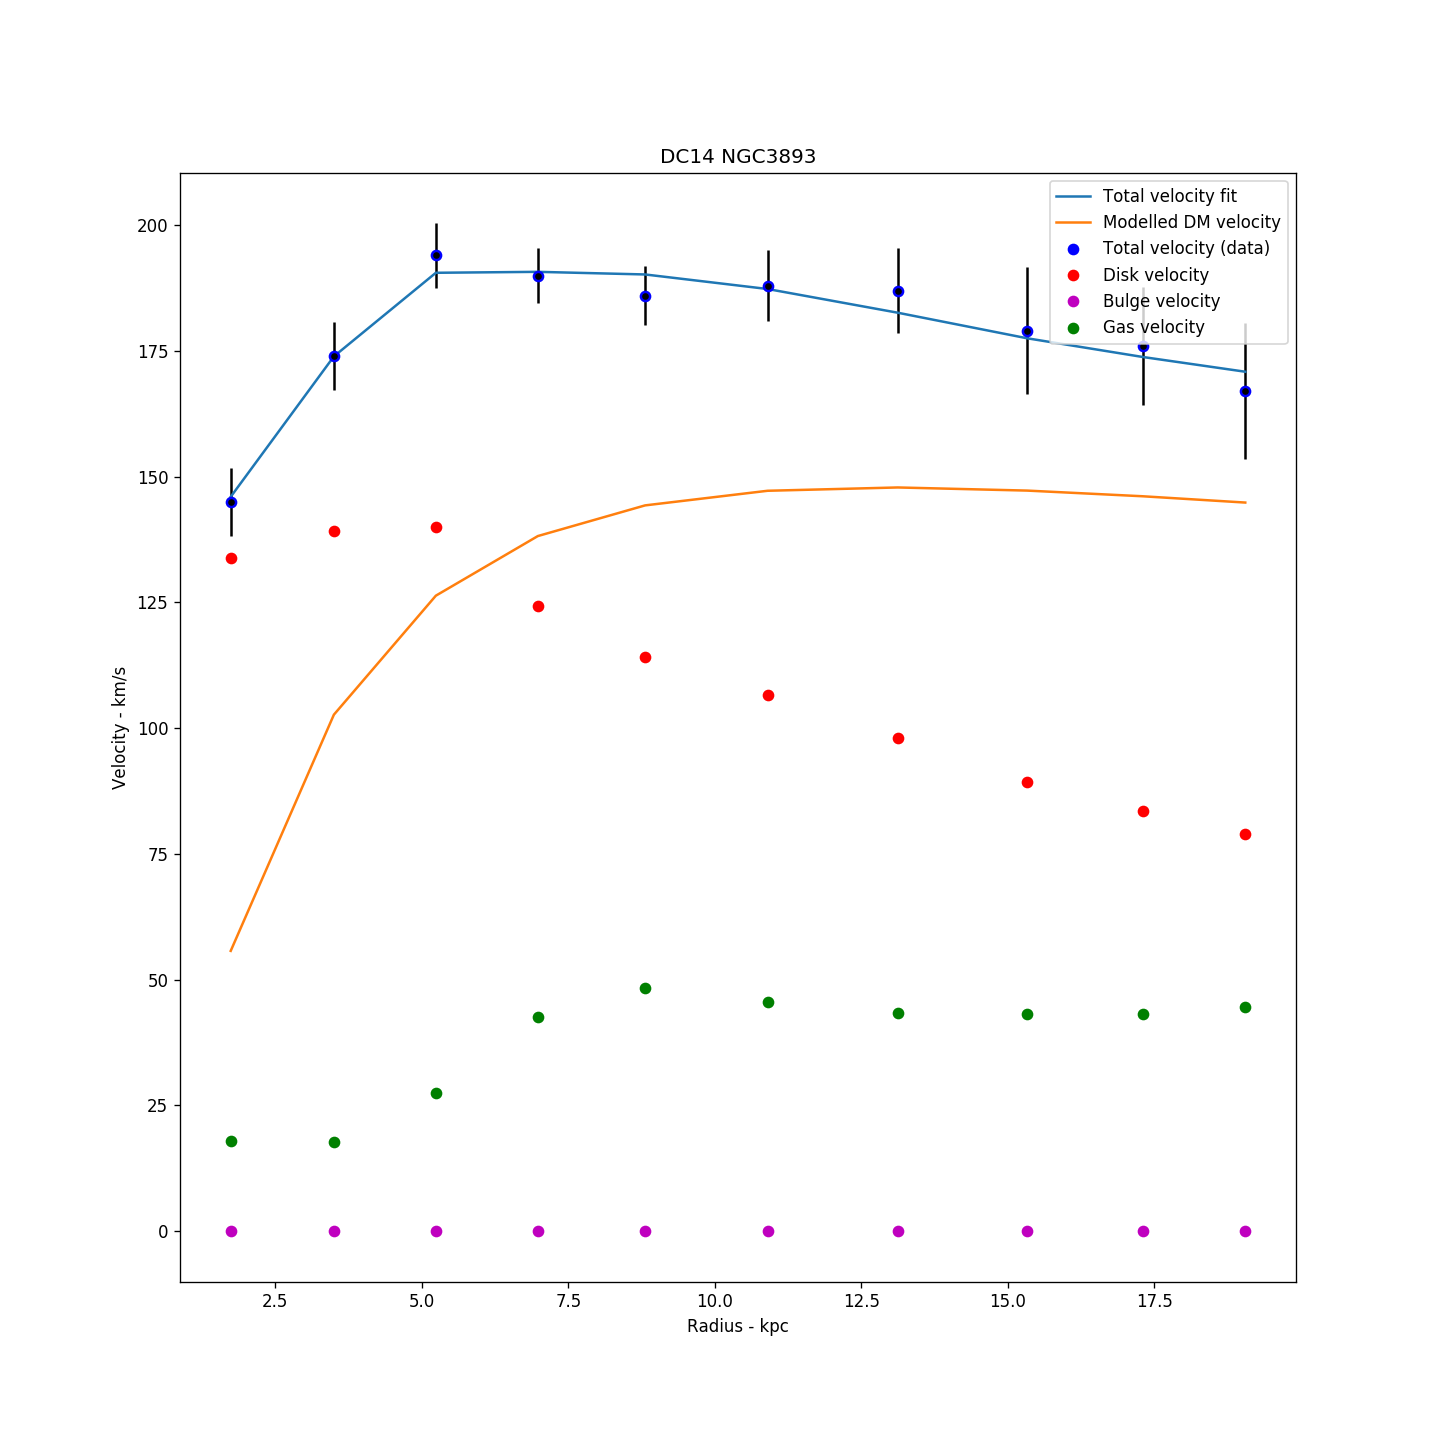 DC14 NGC3893
Total velocity fit
Modelled DM velocity
Total velocity (data)
Disk velocity
Bulge velocity
Gas velocity
200
175
150
125
100
75
50
25
0
Velocity - km/s
2.5 5.0 7.5 10.0 12.5 15.0 17.5
Radius - kpc